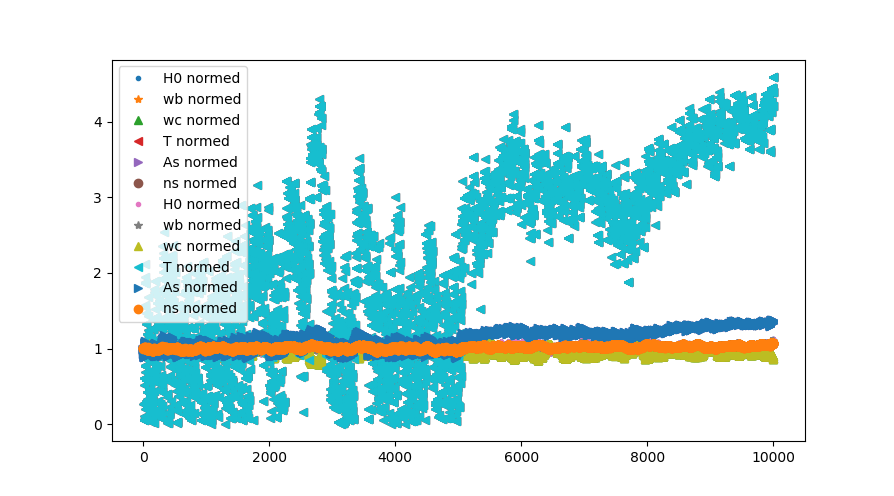 H0 normed
wb normed
wc normed
T normed
As normed
ns normed
H0 normed
wb normed
wc normed
T normed
As normed
ns normed
4
3
2
1
0
0 2000 4000 6000 8000 10000